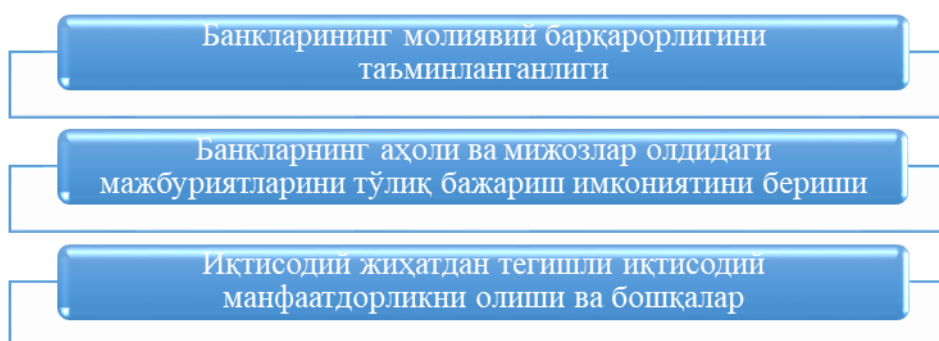 Банкларининг молиявий барқарорлигини
таъминланганлиги
Банкларнинг аҳоли ва мижозлар олдидаги
мажбуриятларини тўлиқ бажариш имкониятини бериши
Иқтисодий жиҳатдан тегишли иқтисодий
манфаатдорликни олиши ва бошқалар